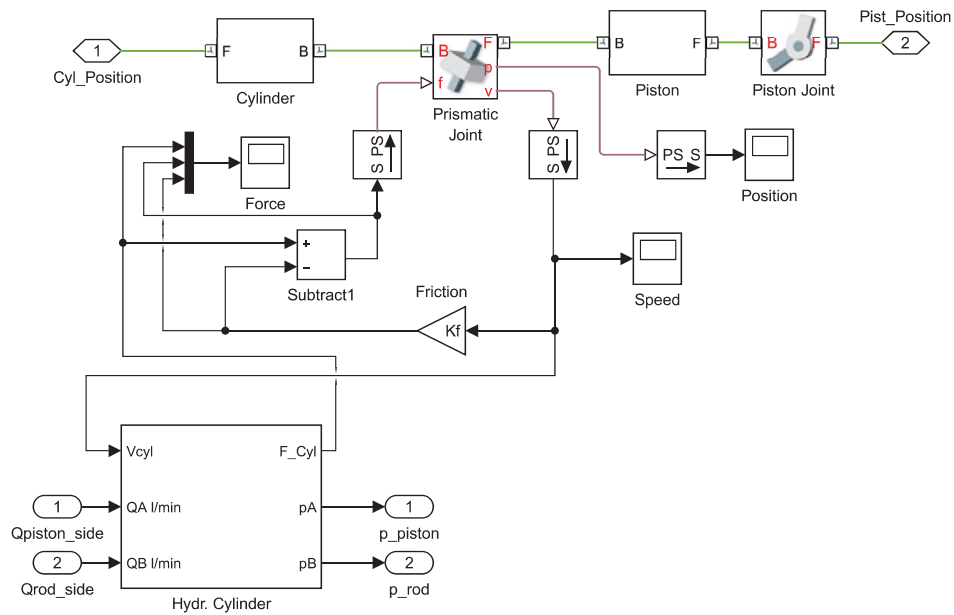 Pist_Position
1
F
B
B
F
p
f
v
B
F
B
F
2
Cyl_Position
Cylinder
Prismatic
Joint
Piston
Piston Joint
S PS
S PS
PS S
Force
Position
+
−
Subtract1
Friction
Speed
Kf
Vcyl
F_Cyl
1
QA l/min
pA
1
Qpiston_side
p_piston
2
QB l/min
pB
2
Qrod_side
p_rod
Hydr. Cylinder